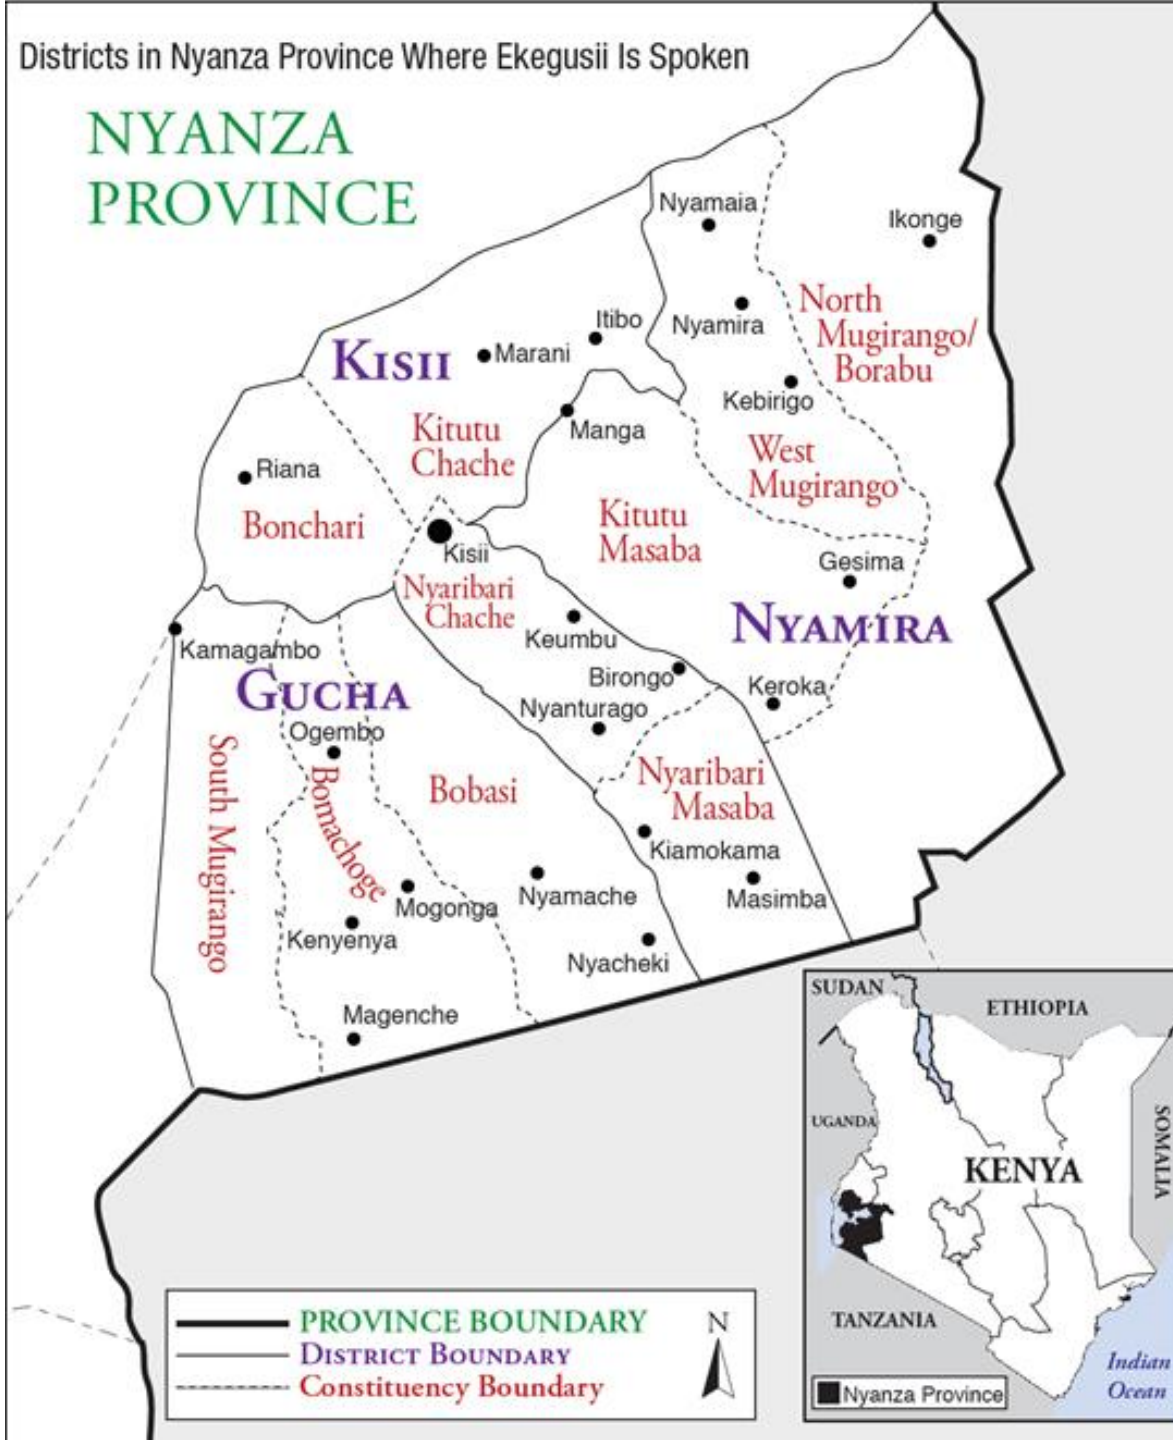 Districts in Nyanza Province Where Ekegusii Is Spoken
NYANZA
PROVINCE
Nyamaia
Ikonge
North
Mugirango/
Borabu
Nyamira
Itibo
KISII
Marani
Kebirigo
Manga
Kitutu
Chache
West
Mugirango
Riana
Bonchari
Kitutu
Masaba
Kisii
Gesima
Nyaribari
Chache
NYAMIRA
Keumbu
Kamagambo
Birongo
Keroka
GUCHA
Nyanturago
Ogembo
South Mugirango
Bomachoge
Bobasi
Nyaribari
Masaba
Kiamokama
Nyamache
Masimba
Mogonga
Kenyenya
Nyacheki
Magenche
SUDAN
ETHIOPIA
UGANDA
SOMALIA
KENYA
TANZANIA
Indian
Ocean
Nyanza Province
PROVINCE BOUNDARY
DISTRICT BOUNDARY
Constituency Boundary
N